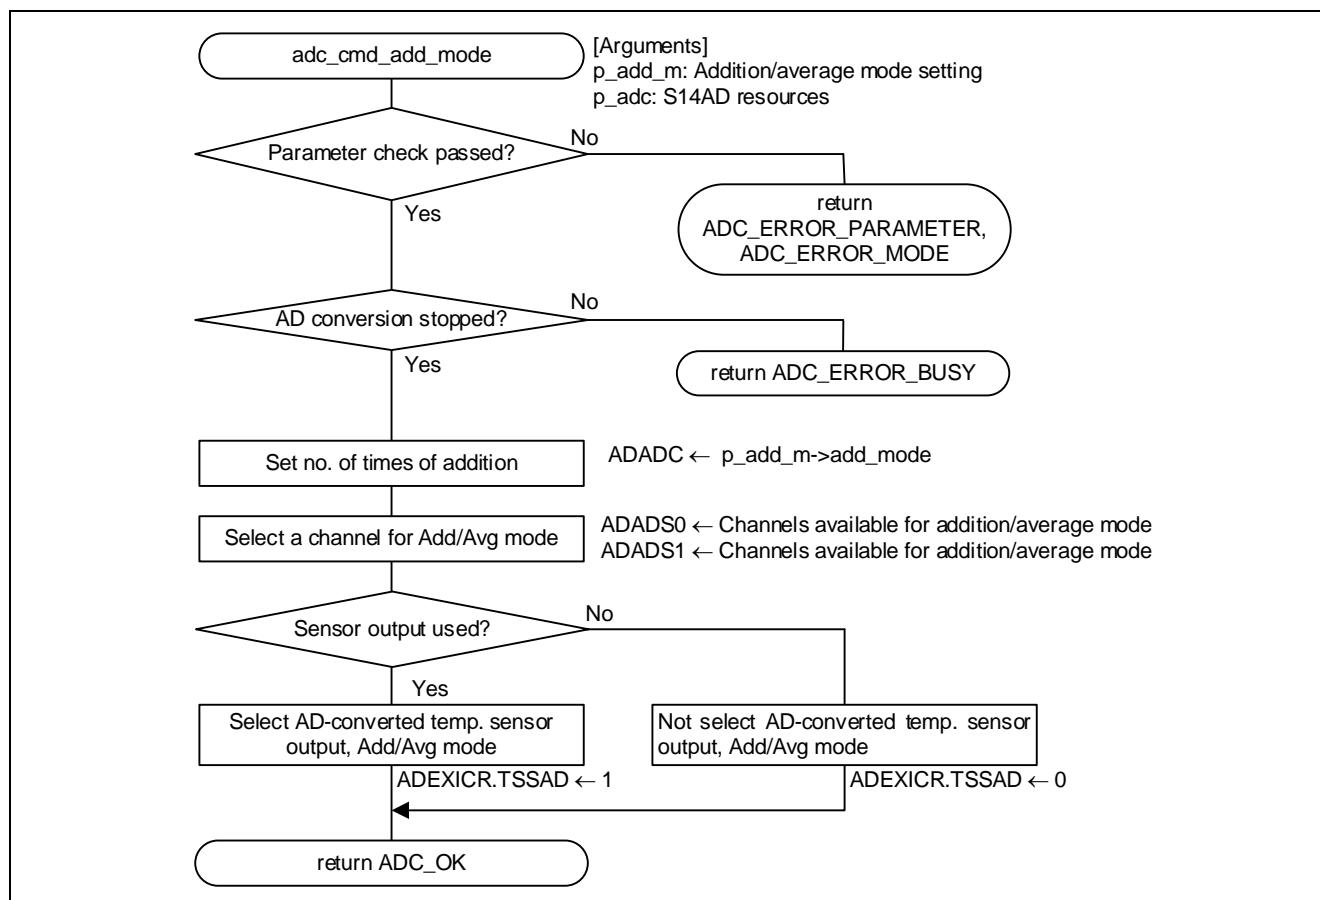 adc_cmd_add_mode
[Arguments]
p_add_m: Addition/average mode setting
p_adc: S14AD resources
Parameter check passed?
No
Yes
return
ADC_ERROR_PARAMETER,
ADC_ERROR_MODE
AD conversion stopped?
No
Yes
return ADC_ERROR_BUSY
Set no. of times of addition
ADADC ← p_add_m->add_mode
Select a channel for Add/Avg mode
ADADS0 ← Channels available for addition/average mode
ADADS1 ← Channels available for addition/average mode
Sensor output used?
No
Yes
Select AD-converted temp. sensor
output, Add/Avg mode
Not select AD-converted temp. sensor
output, Add/Avg mode
ADEXICR.TSSAD ← 1
ADEXICR.TSSAD ← 0
return ADC_OK